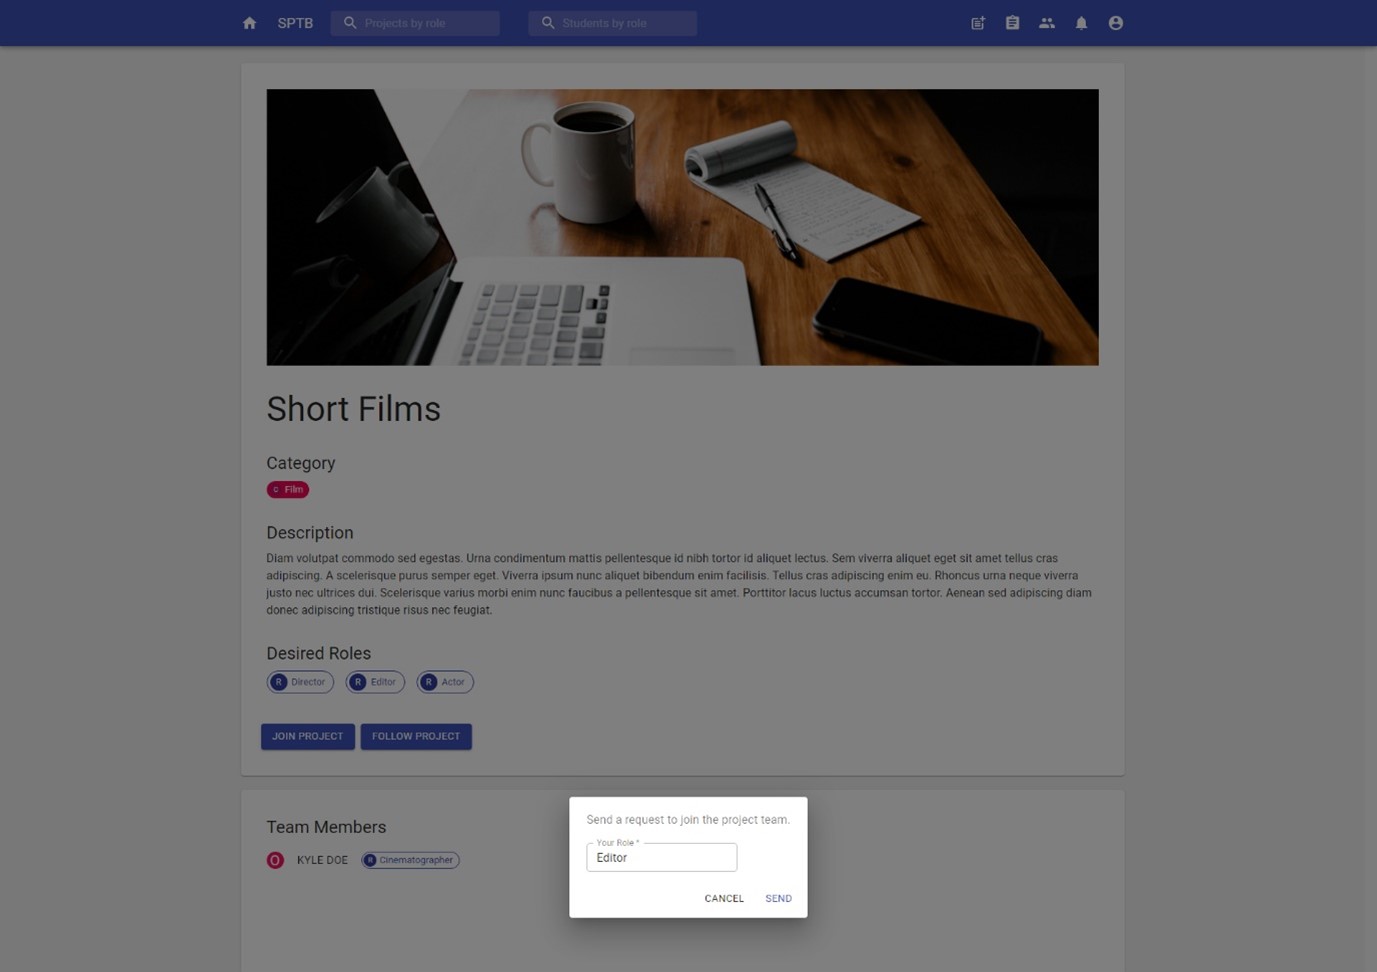 SPTB Projects by role Students by role
Short Films
Category
C Film
Description
Diam volutpat commodo sed egestas. Urna condimentum mattis pellentesque id nibh tortor id aliquet lectus. Sem viverra aliquet eget sit amet tellus cras
adipiscing. A scelerisque purus semper eget. Viverra ipsum nunc aliquet bibendum enim facilisis. Tellus cras adipiscing enim eu. Rhoncus urna neque viverra
justo nec ultrices dui. Scelerisque varius morbi enim nunc faucibus a pellentesque sit amet. Porttitor lacus luctus accumsan tortor. Aenean sed adipiscing diam
donec adipiscing tristique risus nec feugiat.
Desired Roles
R Director R Editor R Actor
JOIN PROJECT FOLLOW PROJECT
Team Members
O KYLE DOE R Cinematographer
Send a request to join the project team.
Your Role *
Editor
CANCEL SEND